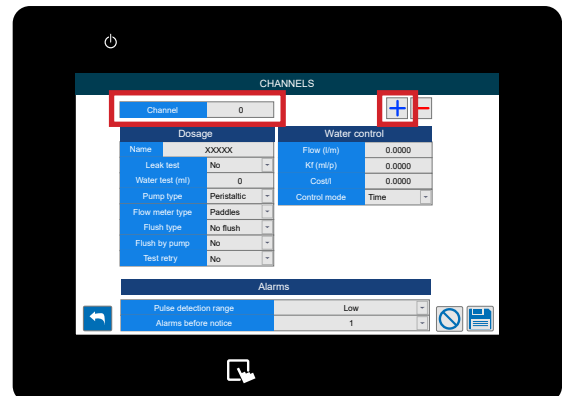 CHANNELS
Channel 0
+ −
Dosage Water control
Name XXXXX Flow (l/m) 0.0000
Leak test No Kf (ml/p) 0.0000
Water test (ml) 0 Cost/l 0.0000
Pump type Peristaltic Control mode Time
Flow meter type Paddles
Flush type No flush
Flush by pump No
Test retry No
Alarms
Pulse detection range Low
Alarms before notice 1